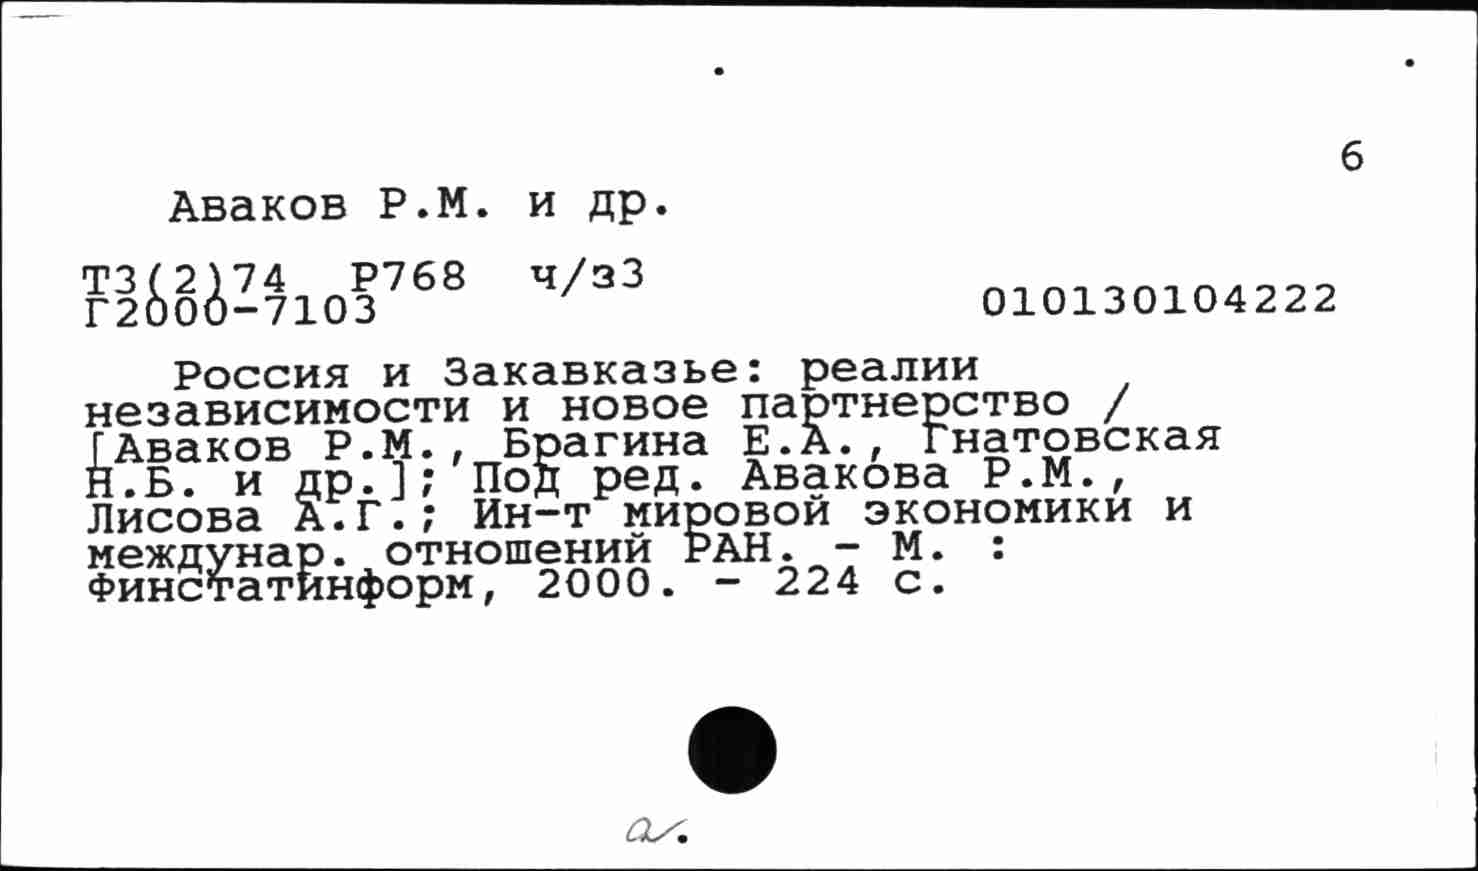 6
Аваков Р.М. и др.
Т3(2)74 Р768 ч/з3
Г2000-7103
010130104222
Россия и Закавказье: реалии
независимости и новое партнерство /
[Аваков Р.М., Брагина Е.А., Гнатовская
Н.Б. и др.]; Под ред. Авакова Р.М.,
Лисова А.Г.; Ин-т мировой экономики и
междунар. отношений РАН. - М. :
Финстатинформ, 2000. - 224 с.
а.